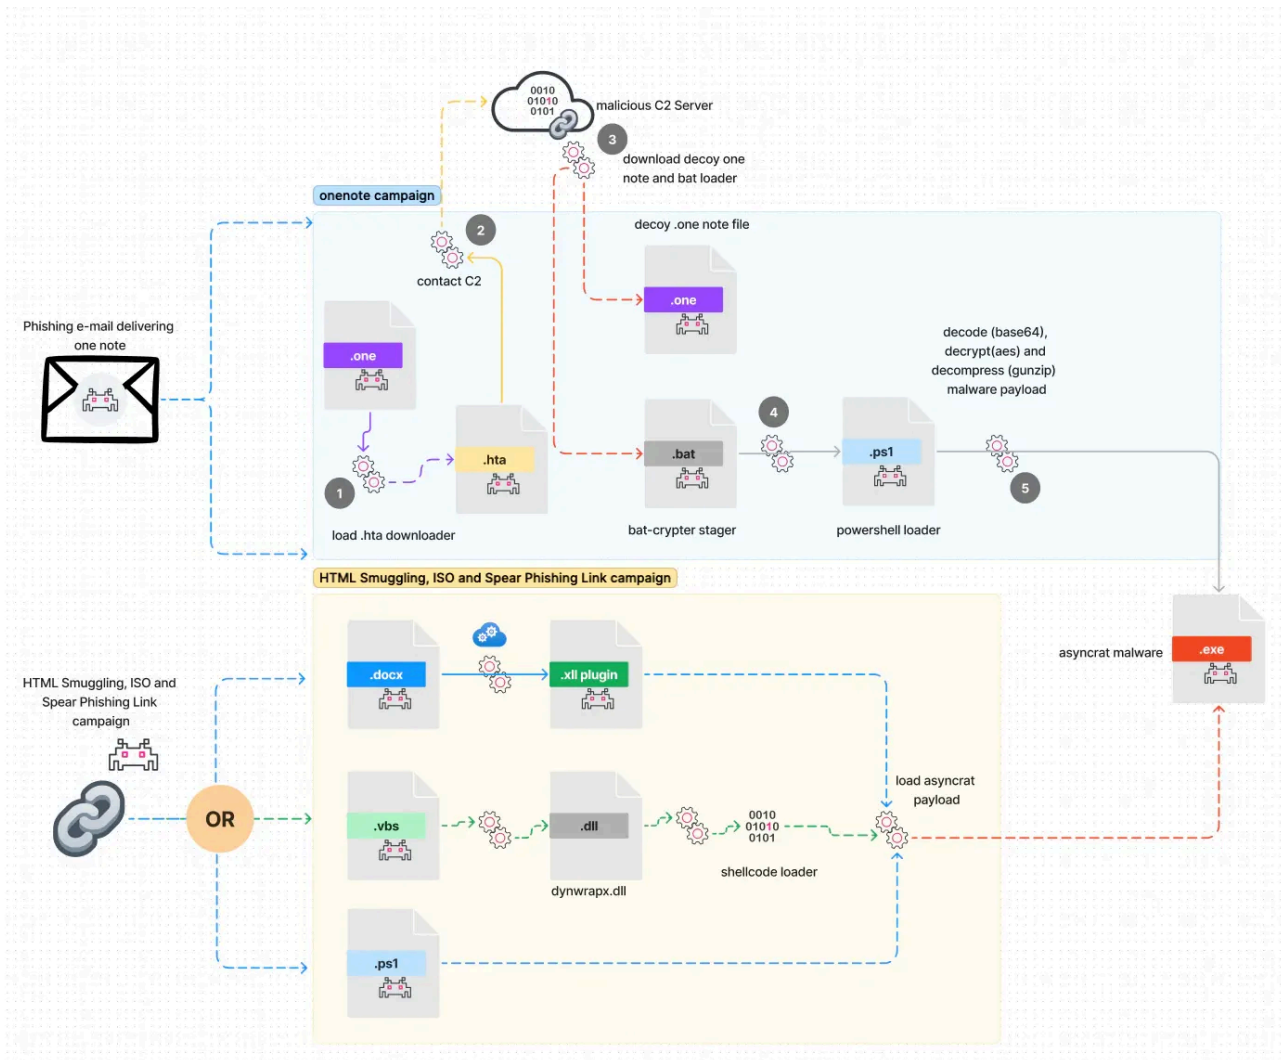 0010
01010
0101
malicious C2 Server
3
download decoy one
note and bat loader
onenote campaign
2
contact C2
decoy .one note file
.one
Phishing e-mail delivering
one note
.one
decode (base64),
decrypt(aes) and
decompress (gunzip)
malware payload
4
.hta
.bat
.ps1
1
5
load .hta downloader
bat-crypter stager
powershell loader
HTML Smuggling, ISO and Spear Phishing Link campaign
.docx
.xll plugin
asyncrat malware
.exe
HTML Smuggling, ISO and
Spear Phishing Link
campaign
load asyncrat
payload
OR
.vbs
.dll
0010
01010
0101
shellcode loader
dynwrapx.dll
.ps1